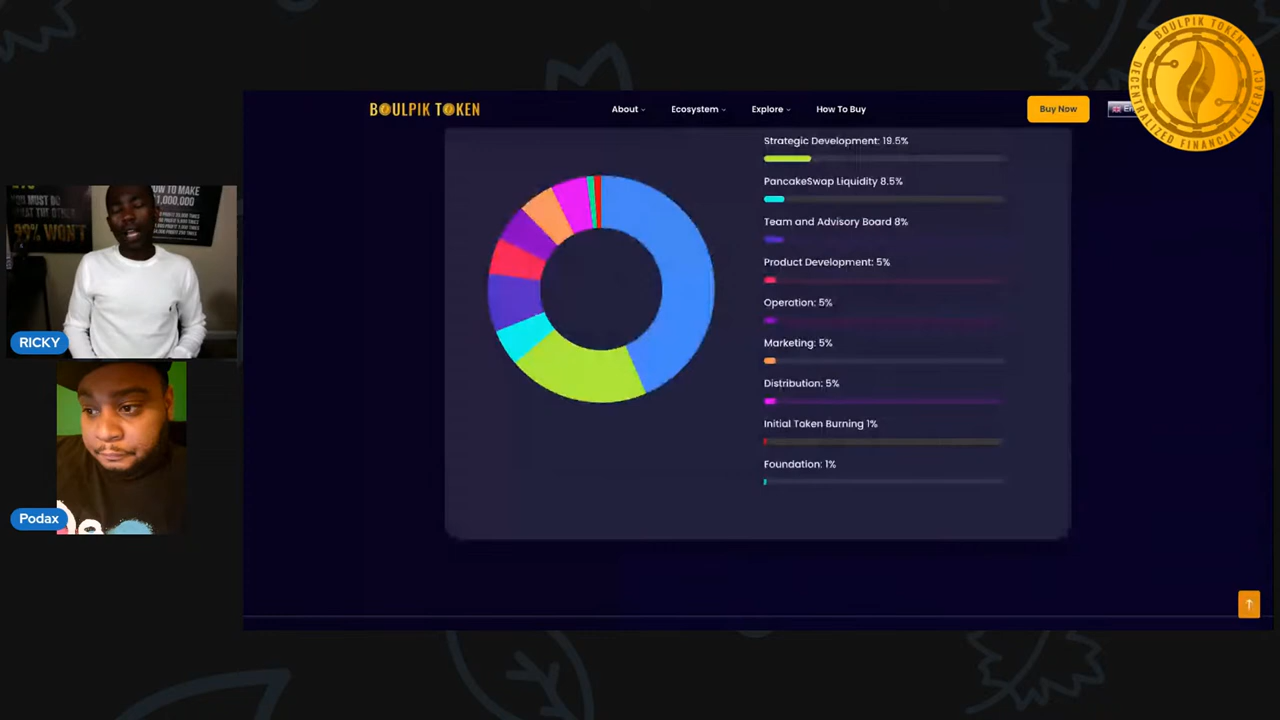 BOULPIK TOKEN
About
Ecosystem
Explore
How To Buy
Buy Now
BOULPIK TOKEN
DECENTRALIZED FINANCIAL LITERACY
Strategic Development: 19.5%
PancakeSwap Liquidity 8.5%
Team and Advisory Board 8%
Product Development: 5%
Operation: 5%
Marketing: 5%
Distribution: 5%
Initial Token Burning 1%
Foundation: 1%
YOU MUST DO
WHAT THE OTHER
99% WON'T
HOW TO MAKE
$1,000,000
RICKY
Podax